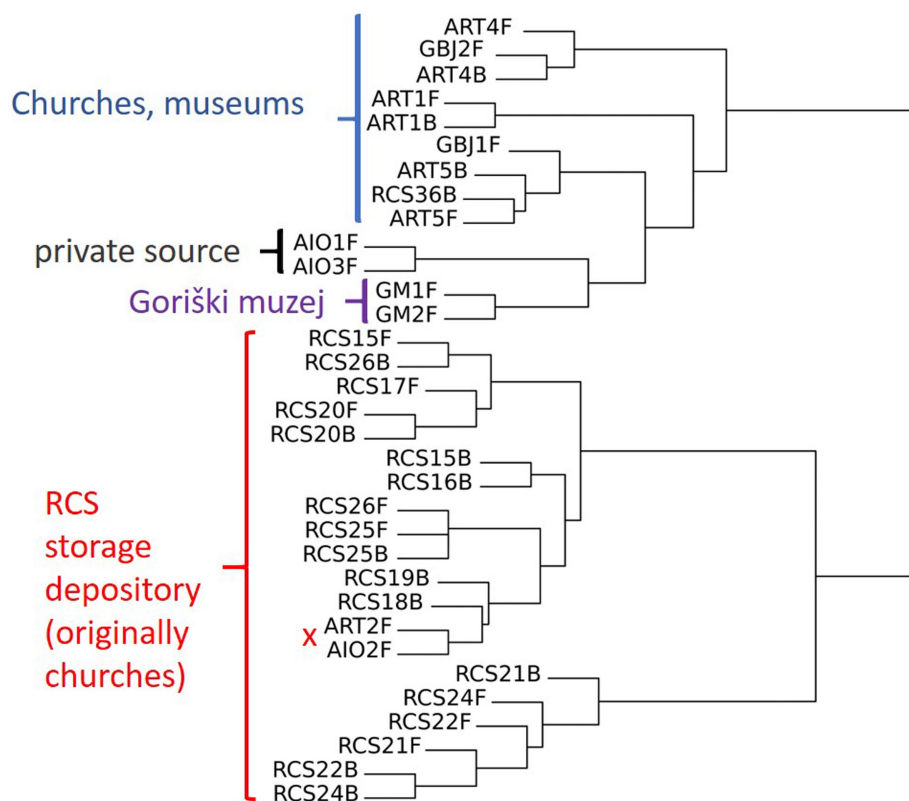 ART4F
GBJ2F
ART4B
Churches, museums
ART1F
ART1B
GBJ1F
ART5B
RCS36B
ART5F
private source
AIO1F
AIO3F
Goriški muzej
GM1F
GM2F
RCS15F
RCS26B
RCS17F
RCS20F
RCS20B
RCS15B
RCS16B
RCS
storage
depository
(originally
churches)
RCS26F
RCS25F
RCS25B
RCS19B
RCS18B
x
ART2F
AIO2F
RCS21B
RCS24F
RCS22F
RCS21F
RCS22B
RCS24B